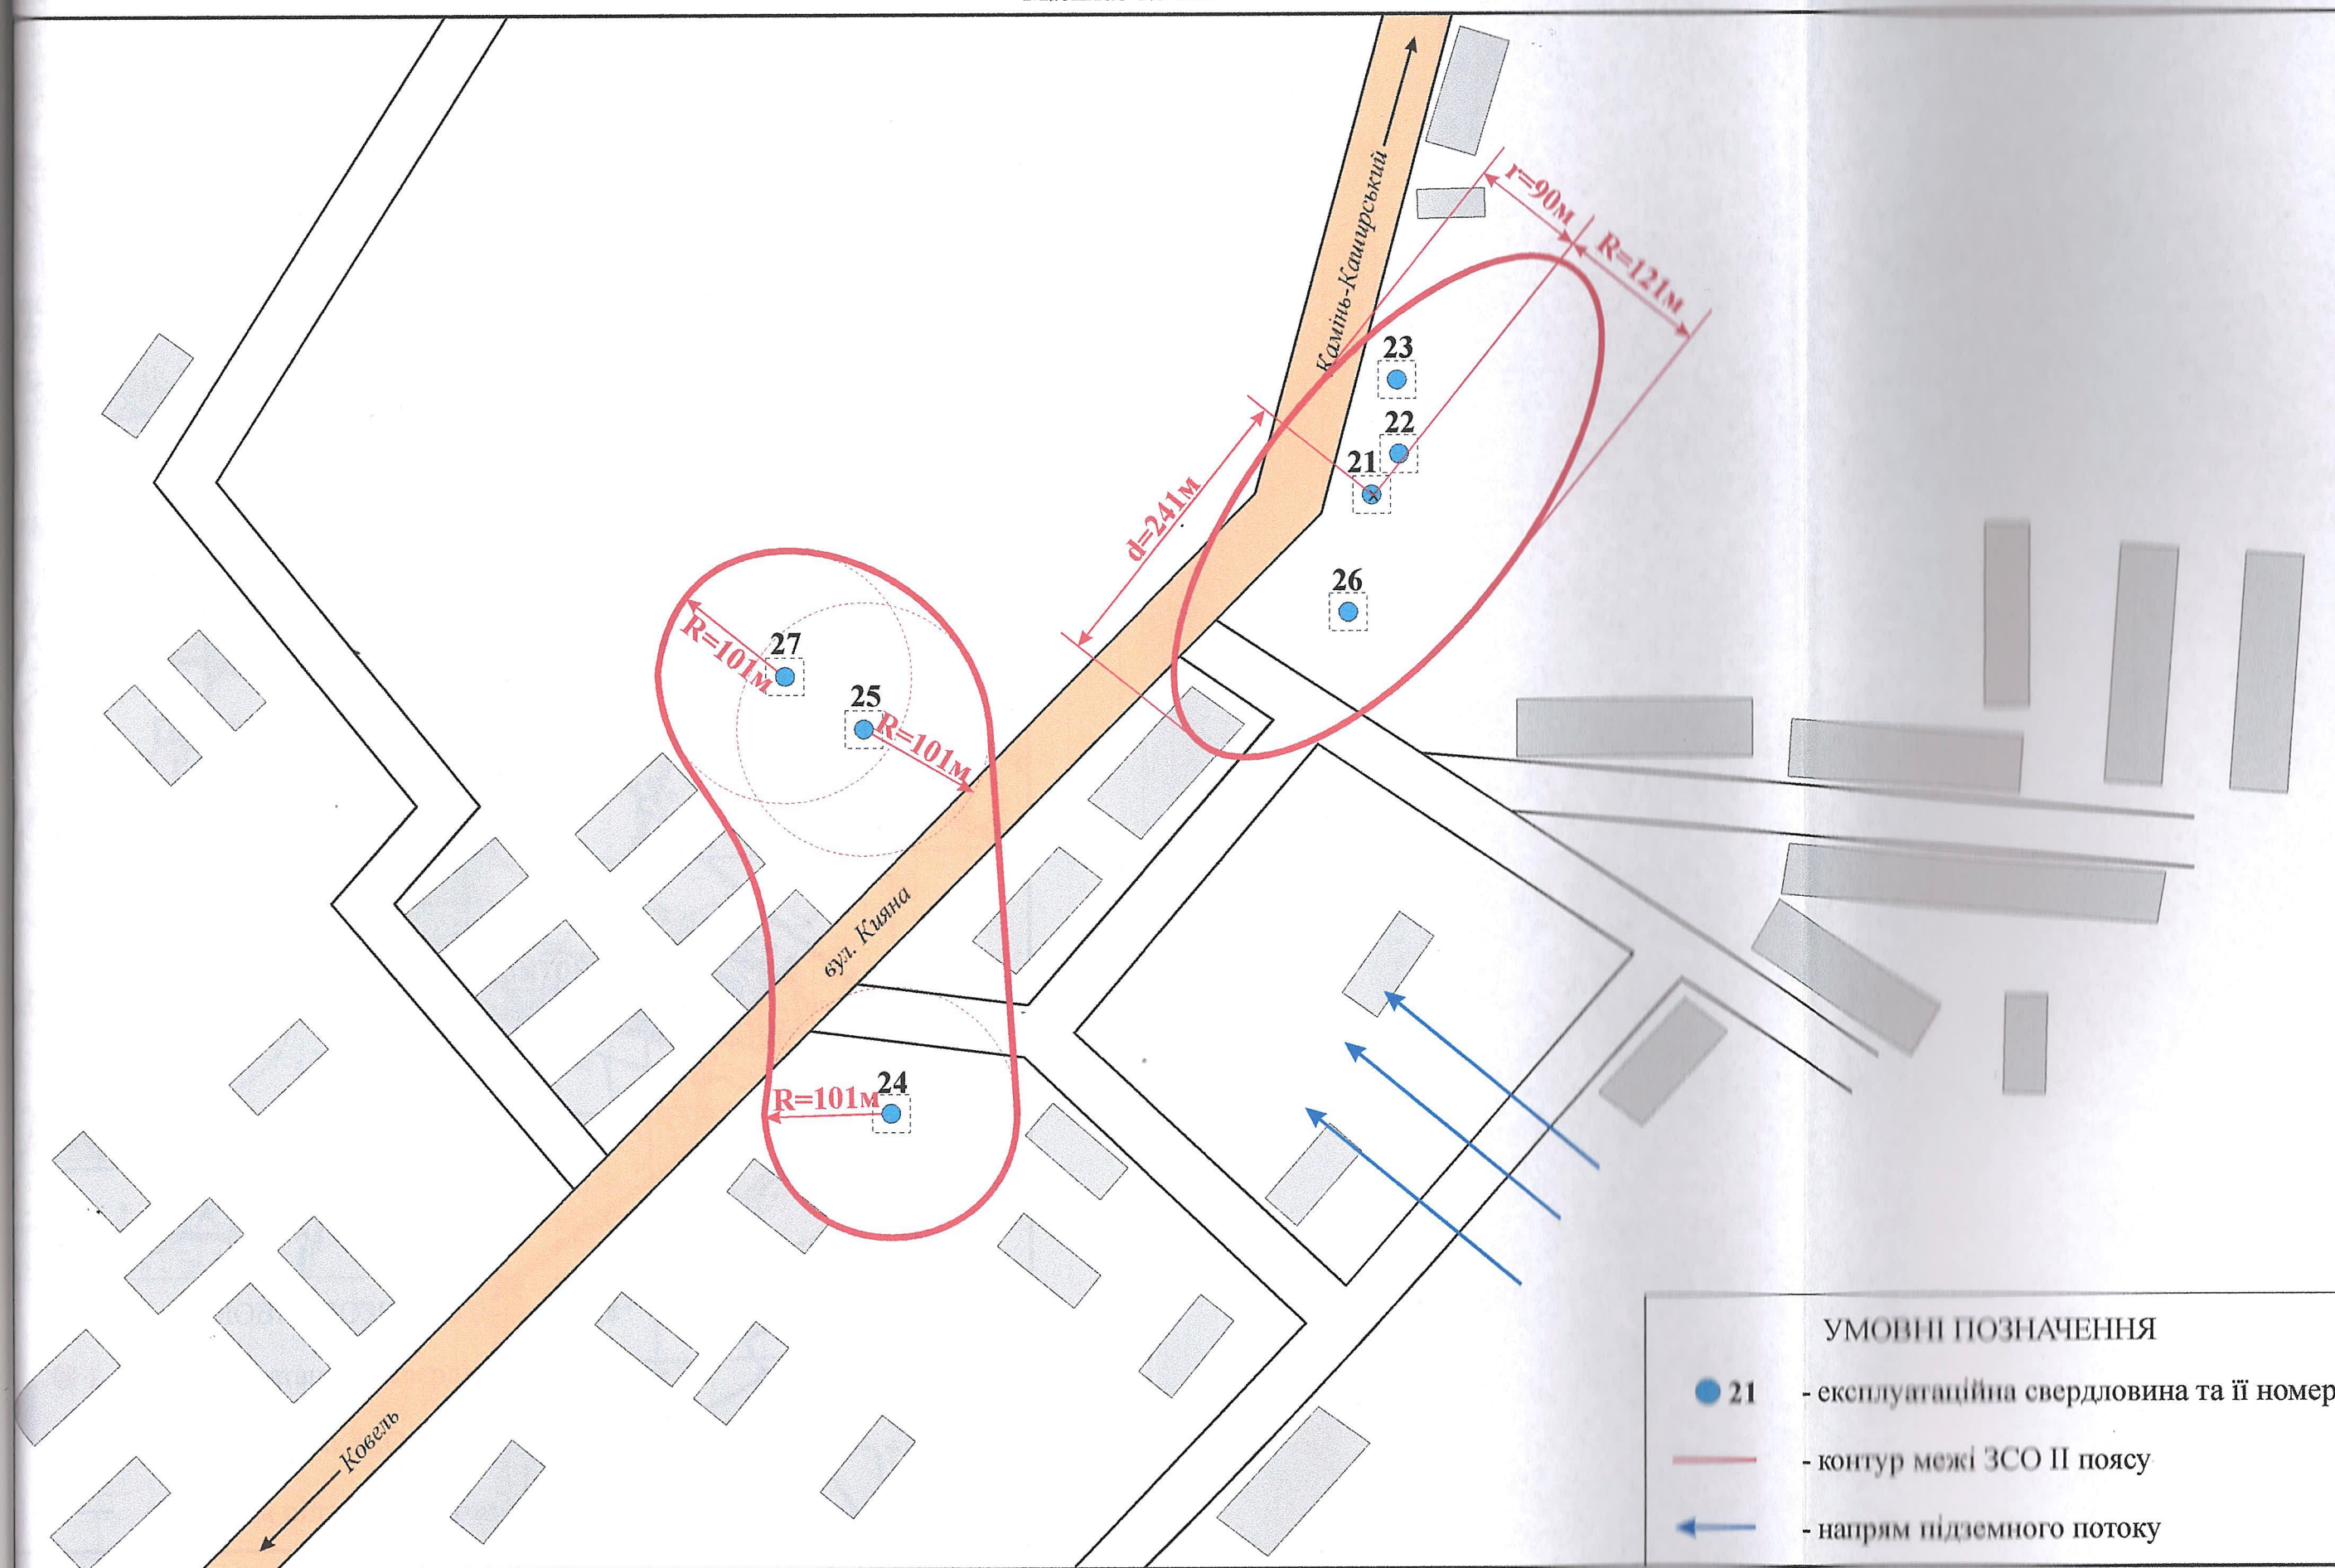 Камінь-Каширський
r=90м
R=121м
23
22
21
d=241м
26
27
R=101м
25
R=101м
вул. Кияна
24
R=101м
Ковель
УМОВНІ ПОЗНАЧЕННЯ
21 - експлуатаційна свердловина та її номер
- контур межі ЗСО II поясу
- напрям підземного потоку